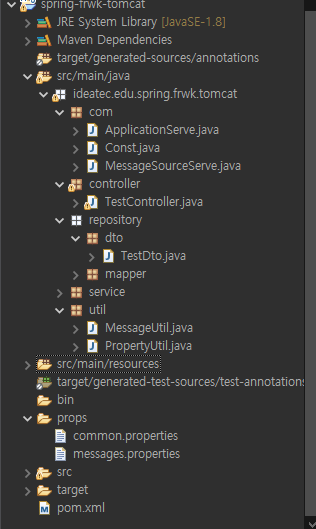 spring-frwk-tomcat
JRE System Library [JavaSE-1.8]
Maven Dependencies
target/generated-sources/annotations
src/main/java
ideatec.edu.spring.frwk.tomcat
com
ApplicationServe.java
Const.java
MessageSourceServe.java
controller
TestController.java
repository
dto
TestDto.java
mapper
service
util
MessageUtil.java
PropertyUtil.java
src/main/resources
target/generated-test-sources/test-annotations
bin
props
common.properties
messages.properties
src
target
pom.xml